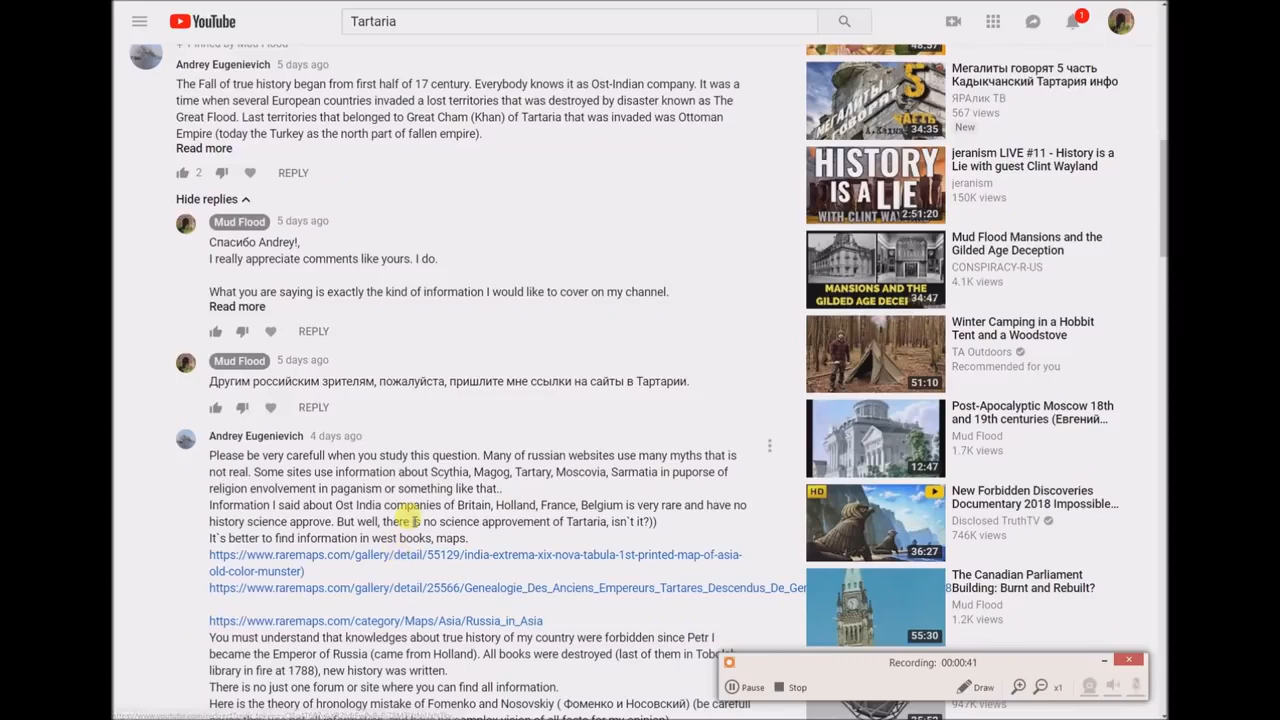 YouTube
Tartaria
1
Pinned by Mud Flood
Andrey Eugenievich 5 days ago
The Fall of true history began from first half of 17 century. Everybody knows it as Ost-Indian company. It was a
time when several European countries invaded a lost territories that was destroyed by disaster known as The
Great Flood. Last territories that belonged to Great Cham (Khan) of Tartaria that was invaded was Ottoman
Empire (today the Turkey as the north part of fallen empire).
Read more
2 REPLY
Hide replies
Mud Flood 5 days ago
Спасибо Andrey!,
I really appreciate comments like yours. I do.
What you are saying is exactly the kind of information I would like to cover on my channel.
Read more
REPLY
Mud Flood 5 days ago
Другим российским зрителям, пожалуйста, пришлите мне ссылки на сайты в Тартарии.
REPLY
Andrey Eugenievich 4 days ago
Please be very carefull when you study this question. Many of russian websites use many myths that is
not real. Some sites use information about Scythia, Magog, Tartary, Moscovia, Sarmatia in puporse of
religion envolvement in paganism or something like that..
Information I said about Ost India companies of Britain, Holland, France, Belgium is very rare and have no
history science approve. But well, there is no science approvement of Tartaria, isn`t it?))
It`s better to find information in west books, maps.
https://www.raremaps.com/gallery/detail/55129/india-extrema-xix-nova-tabula-1st-printed-map-of-asia-
old-color-munster)
https://www.raremaps.com/gallery/detail/25566/Genealogie_Des_Anciens_Empereurs_Tartares_Descendus_De_Ger
https://www.raremaps.com/category/Maps/Asia/Russia_in_Asia
You must understand that knowledges about true history of my country were forbidden since Petr I
became the Emperor of Russia (came from Holland). All books were destroyed (last of them in Tobo
library in fire at 1788), new history was written.
There is no just one forum or site where you can find all information.
Here is the theory of hronology mistake of Fomenko and Nosovskiy ( Фоменко и Носовский) (be careful
48:57
Мегалиты говорят 5 часть
Кадыкчанский Тартария инфо
ЯРАлик ТВ
567 views
New
МЕГАЛИТЫ ГОВОРЯТ
5
ЧАСТЬ
34:35
jeranism LIVE #11 - History is a
Lie with guest Clint Wayland
jeranism
150K views
HISTORY
IS A LIE
WITH CLINT
2:51:20
Mud Flood Mansions and the
Gilded Age Deception
CONSPIRACY-R-US
4.1K views
MANSIONS AND THE
GILDED AGE DECE
34:47
Winter Camping in a Hobbit
Tent and a Woodstove
TA Outdoors
Recommended for you
51:10
Post-Apocalyptic Moscow 18th
and 19th centuries (Евгений…
Mud Flood
1.7K views
12:47
HD
New Forbidden Discoveries
Documentary 2018 Impossible…
Disclosed TruthTV
746K views
36:27
The Canadian Parliament
Building: Burnt and Rebuilt?
Mud Flood
1.2K views
55:30
Recording: 00:00:41
Pause Stop Draw x1
947K views